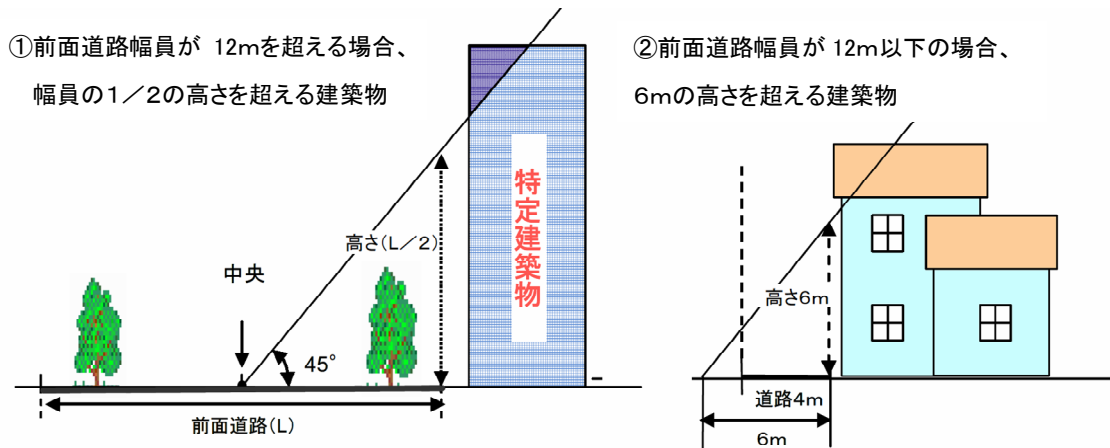 ①前面道路幅員が 12mを超える場合、
幅員の1/2の高さを超える建築物
特定建築物
高さ(L/2)
中央
45°
前面道路(L)
②前面道路幅員が 12m以下の場合、
6mの高さを超える建築物
高さ6m
道路4m
6m